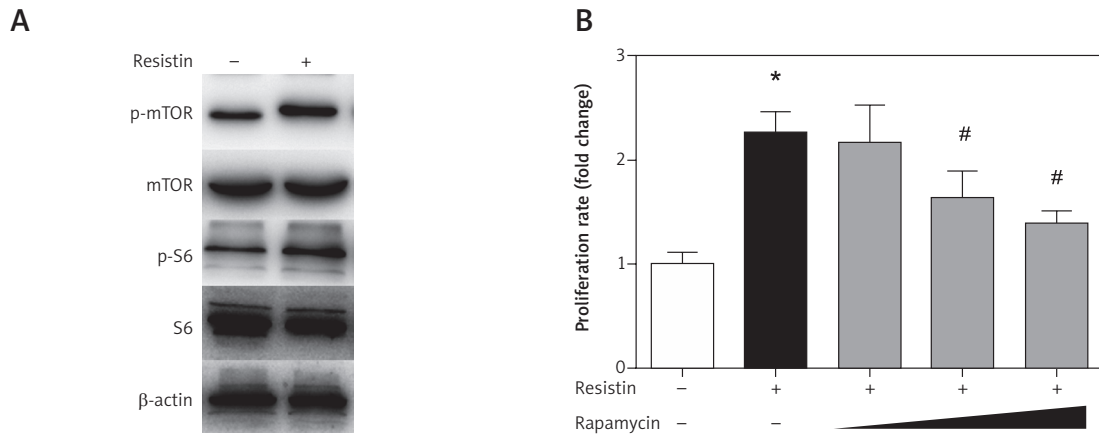 A
Resistin – +
p-mTOR
mTOR
p-S6
S6
β-actin
B
Proliferation rate (fold change)
3
2
1
0
*
#
#
Resistin – + + + +
Rapamycin – –